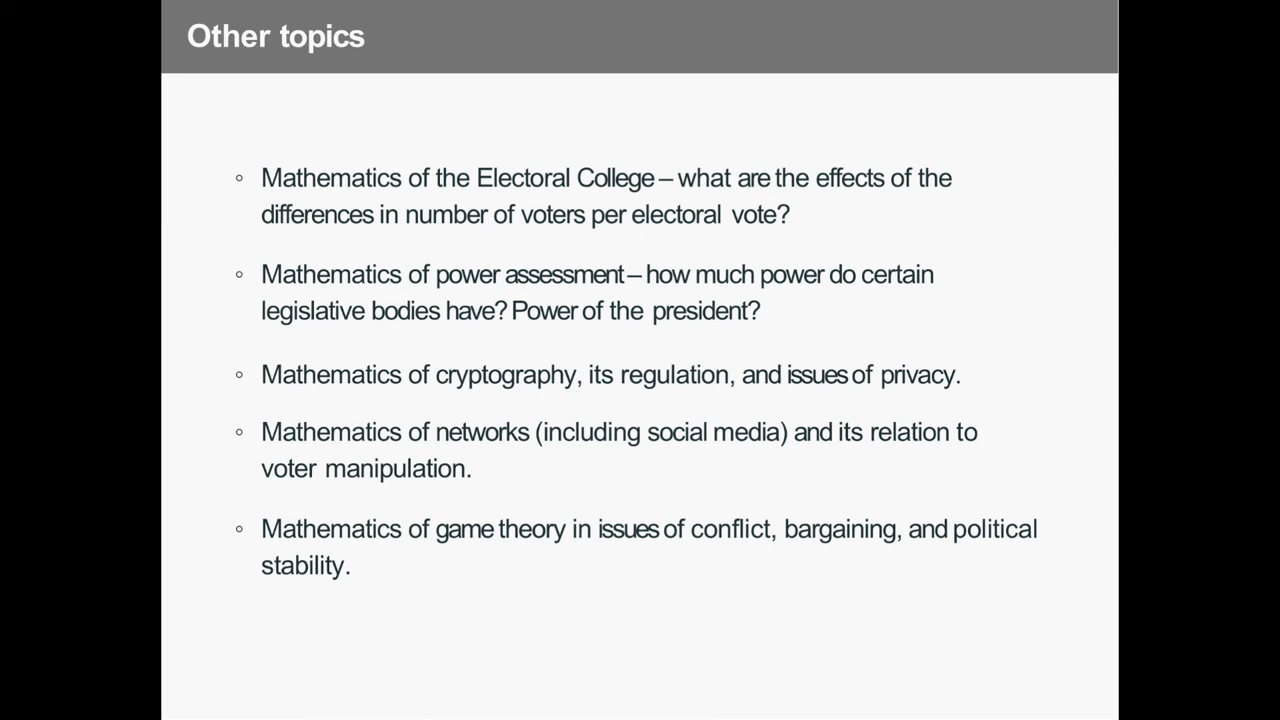 Other topics
◦ Mathematics of the Electoral College – what are the effects of the
differences in number of voters per electoral vote?
◦ Mathematics of power assessment – how much power do certain
legislative bodies have? Power of the president?
◦ Mathematics of cryptography, its regulation, and issues of privacy.
◦ Mathematics of networks (including social media) and its relation to
voter manipulation.
◦ Mathematics of game theory in issues of conflict, bargaining, and political
stability.